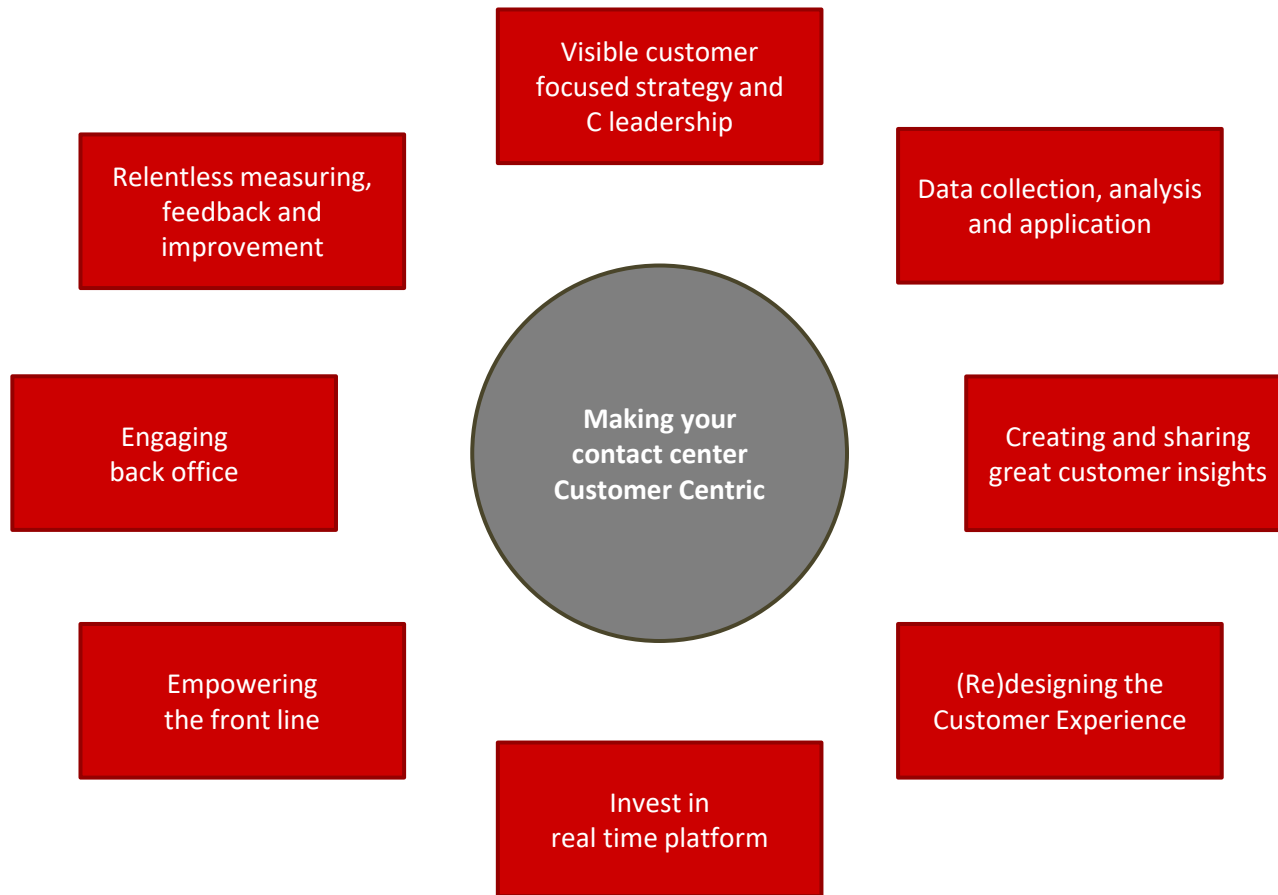 Visible customer
focused strategy and
C leadership
Relentless measuring,
feedback and
improvement
Data collection, analysis
and application
Engaging
back office
Making your
contact center
Customer Centric
Creating and sharing
great customer insights
Empowering
the front line
(Re)designing the
Customer Experience
Invest in
real time platform